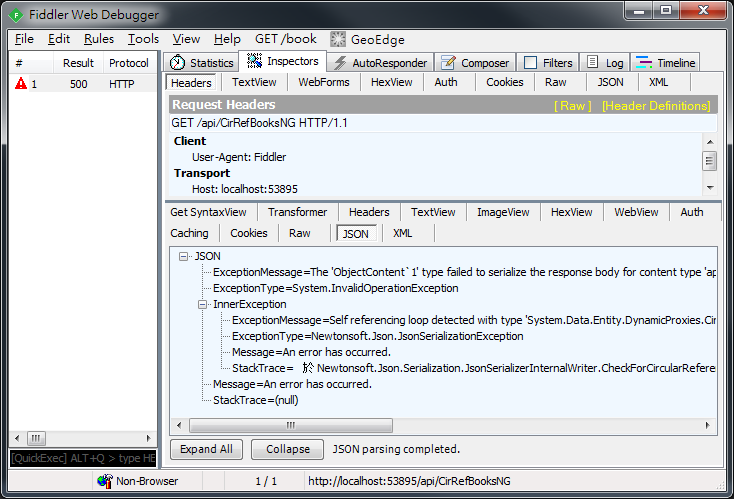 Fiddler Web Debugger
File Edit Rules Tools View Help GET /book GeoEdge
# Result Protocol
1 500 HTTP
Statistics Inspectors AutoResponder Composer Filters Log Timeline
Headers TextView WebForms HexView Auth Cookies Raw JSON XML
Request Headers [ Raw ] [Header Definitions]
GET /api/CirRefBooksNG HTTP/1.1
Client
User-Agent: Fiddler
Transport
Host: localhost:53895
Get SyntaxView Transformer Headers TextView ImageView HexView WebView Auth
Caching Cookies Raw JSON XML
JSON
ExceptionMessage=The 'ObjectContent`1' type failed to serialize the response body for content type 'ap
ExceptionType=System.InvalidOperationException
InnerException
ExceptionMessage=Self referencing loop detected with type 'System.Data.Entity.DynamicProxies.Cir
ExceptionType=Newtonsoft.Json.JsonSerializationException
Message=An error has occurred.
StackTrace= 於 Newtonsoft.Json.Serialization.JsonSerializerInternalWriter.CheckForCircularRefere
Message=An error has occurred.
StackTrace=(null)
Expand All Collapse JSON parsing completed.
[QuickExec] ALT+Q > type HE
Non-Browser 1 / 1 http://localhost:53895/api/CirRefBooksNG